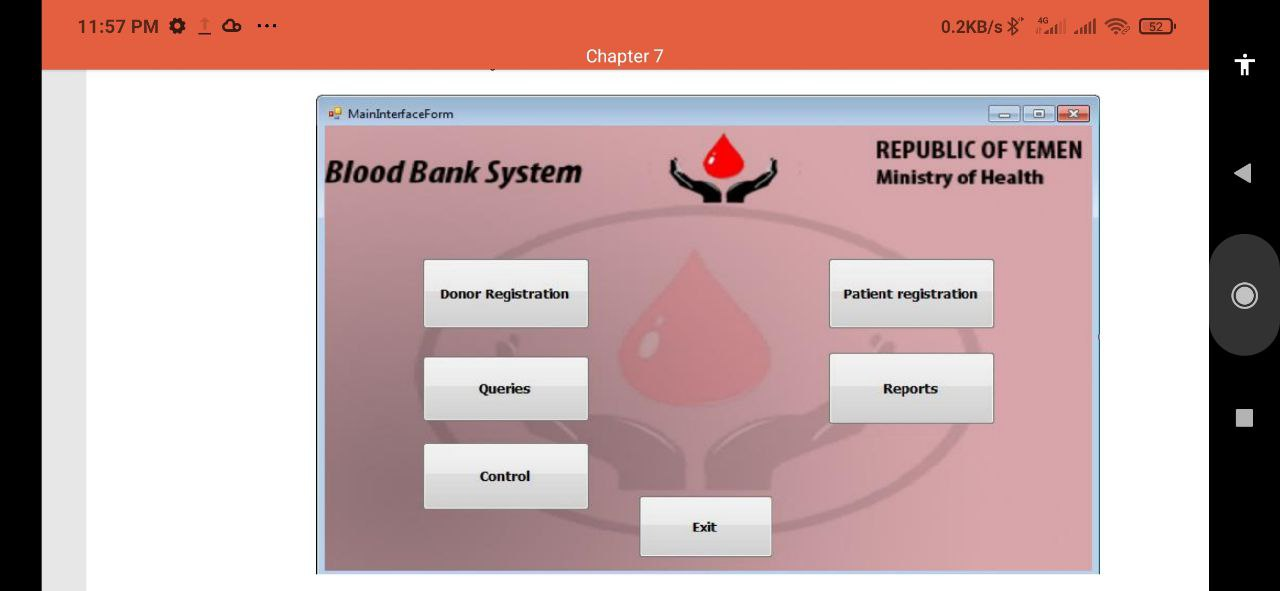 11:57 PM
0.2KB/s
4G
52
Chapter 7
MainInterfaceForm
Blood Bank System
REPUBLIC OF YEMEN
Ministry of Health
Donor Registration
Patient registration
Queries
Reports
Control
Exit